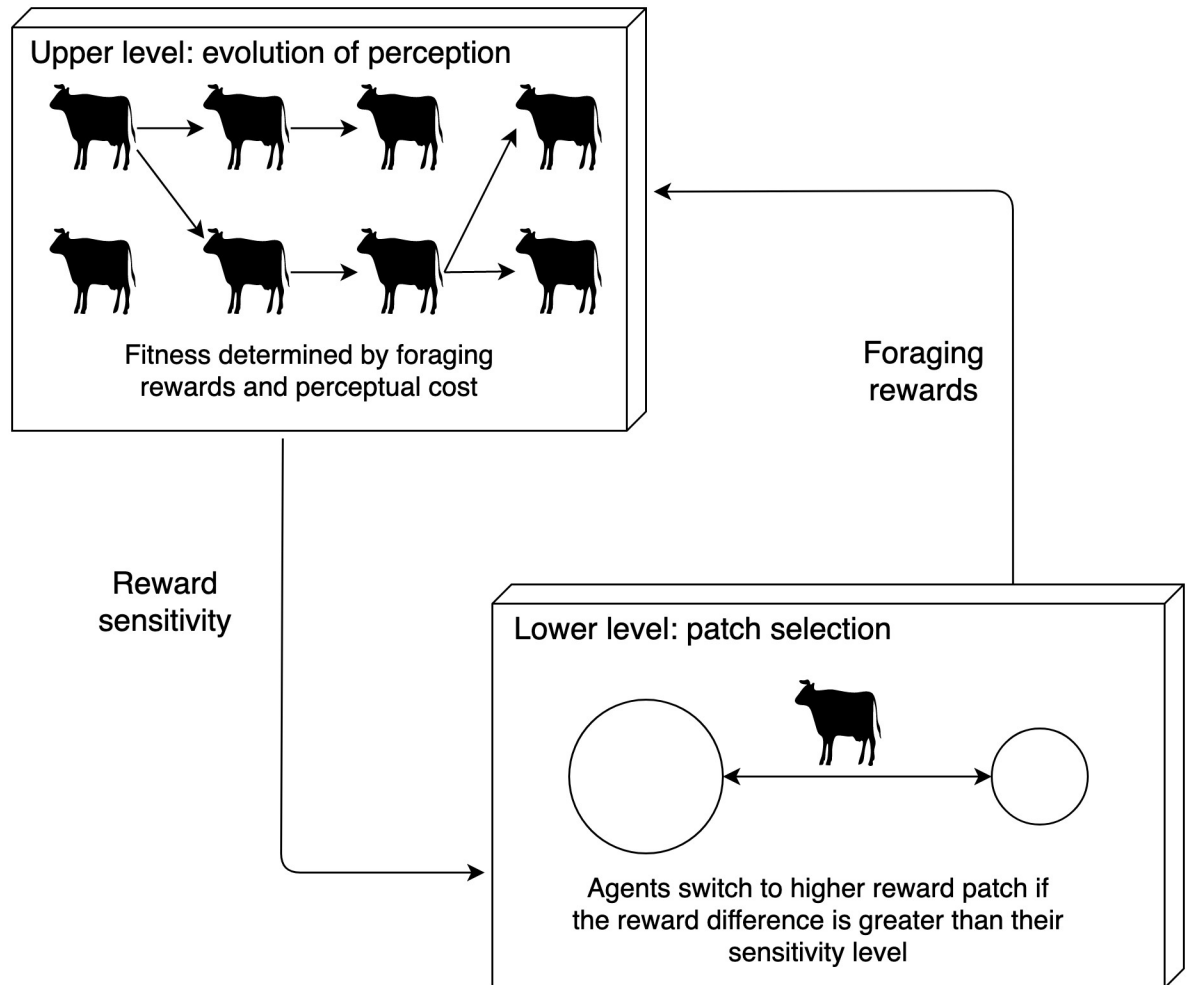 Upper level: evolution of perception
Fitness determined by foraging
rewards and perceptual cost
Foraging
rewards
Reward
sensitivity
Lower level: patch selection
Agents switch to higher reward patch if
the reward difference is greater than their
sensitivity level